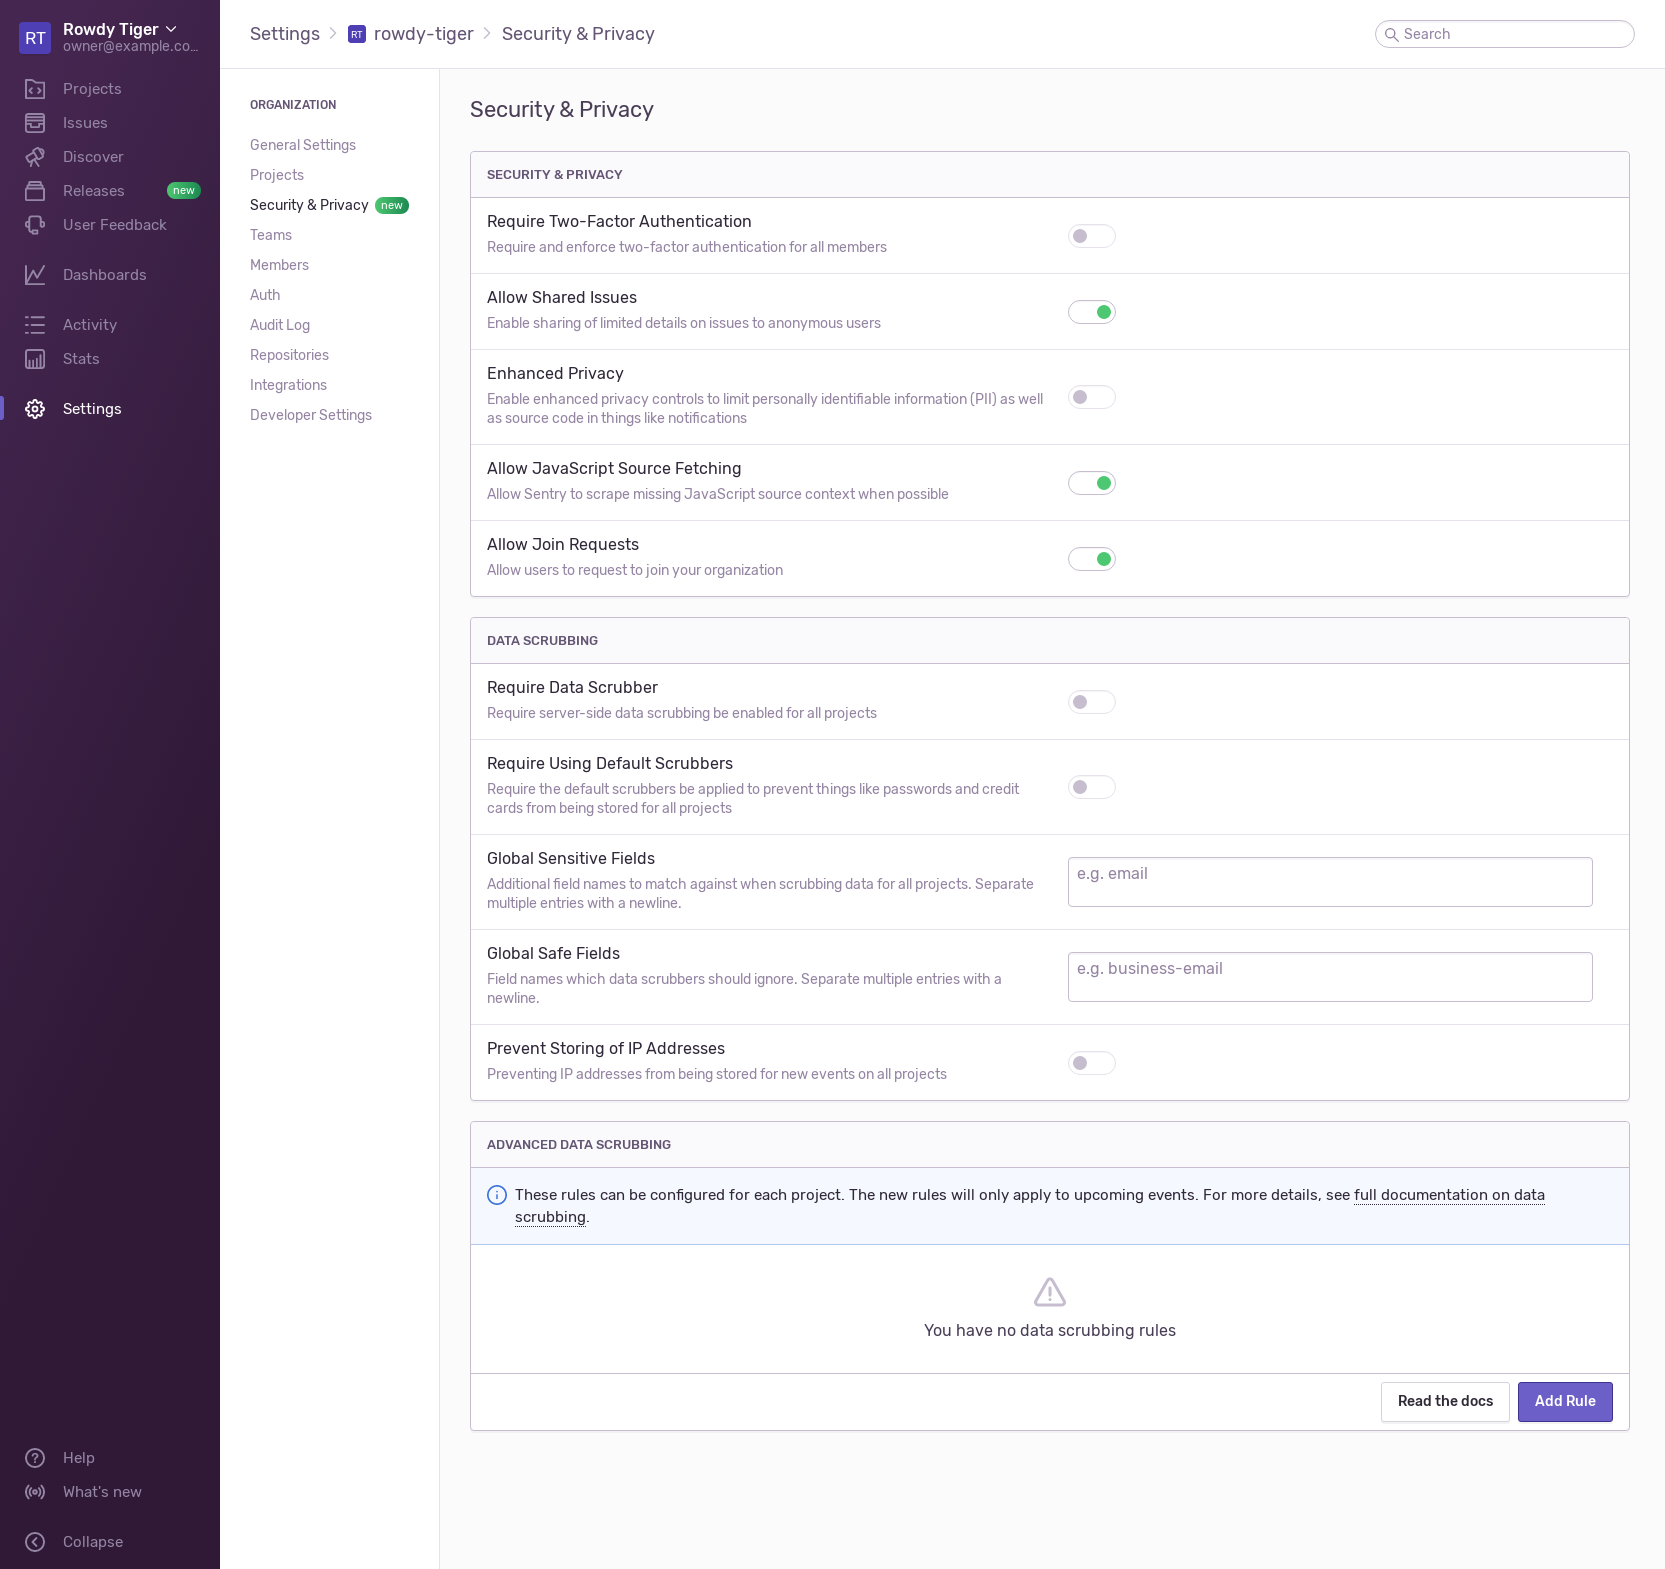 RT
Rowdy Tiger
owner@example.co...
Projects
Issues
Discover
Releases new
User Feedback
Dashboards
Activity
Stats
Settings
Help
What's new
Collapse
Settings RT rowdy-tiger Security & Privacy
Search
ORGANIZATION
General Settings
Projects
Security & Privacy new
Teams
Members
Auth
Audit Log
Repositories
Integrations
Developer Settings
Security & Privacy
SECURITY & PRIVACY
Require Two-Factor Authentication
Require and enforce two-factor authentication for all members
Allow Shared Issues
Enable sharing of limited details on issues to anonymous users
Enhanced Privacy
Enable enhanced privacy controls to limit personally identifiable information (PII) as well
as source code in things like notifications
Allow JavaScript Source Fetching
Allow Sentry to scrape missing JavaScript source context when possible
Allow Join Requests
Allow users to request to join your organization
DATA SCRUBBING
Require Data Scrubber
Require server-side data scrubbing be enabled for all projects
Require Using Default Scrubbers
Require the default scrubbers be applied to prevent things like passwords and credit
cards from being stored for all projects
Global Sensitive Fields
Additional field names to match against when scrubbing data for all projects. Separate
multiple entries with a newline.
e.g. email
Global Safe Fields
Field names which data scrubbers should ignore. Separate multiple entries with a
newline.
e.g. business-email
Prevent Storing of IP Addresses
Preventing IP addresses from being stored for new events on all projects
ADVANCED DATA SCRUBBING
These rules can be configured for each project. The new rules will only apply to upcoming events. For more details, see full documentation on data
scrubbing.
You have no data scrubbing rules
Read the docs
Add Rule